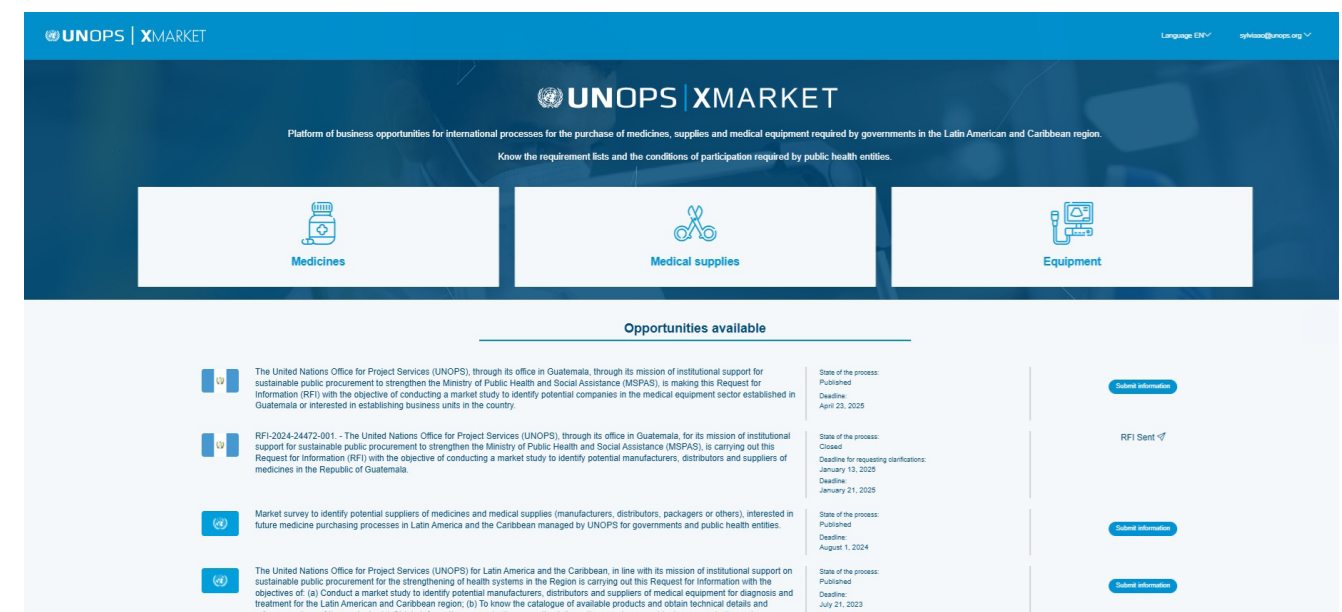 UNOPS | XMARKET
Language EN
UNOPS | XMARKET
Platform of business opportunities for international processes for the purchase of medicines, supplies and medical equipment required by governments in the Latin American and Caribbean region.
Know the requirement lists and the conditions of participation required by public health entities.
Medicines
Medical supplies
Equipment
Opportunities available
The United Nations Office for Project Services (UNOPS), through its office in Guatemala, through its mission of institutional support for
sustainable public procurement to strengthen the Ministry of Public Health and Social Assistance (MSPAS), is making this Request for
Information (RFI) with the objective of conducting a market study to identify potential companies in the medical equipment sector established in
Guatemala or interested in establishing business units in the country.
State of the process:
Published
Deadline:
April 23, 2025
Submit information
RFI-2024-24472-001. - The United Nations Office for Project Services (UNOPS), through its office in Guatemala, for its mission of institutional
support for sustainable public procurement to strengthen the Ministry of Public Health and Social Assistance (MSPAS), is carrying out this
Request for Information (RFI) with the objective of conducting a market study to identify potential manufacturers, distributors and suppliers of
medicines in the Republic of Guatemala.
State of the process:
Closed
Deadline for requesting clarifications:
January 13, 2025
Deadline:
January 21, 2025
RFI Sent
Market survey to identify potential suppliers of medicines and medical supplies (manufacturers, distributors, packagers or others), interested in
future medicine purchasing processes in Latin America and the Caribbean managed by UNOPS for governments and public health entities.
State of the process:
Published
Deadline:
August 1, 2024
Submit information
The United Nations Office for Project Services (UNOPS) for Latin America and the Caribbean, in line with its mission of institutional support on
sustainable public procurement for the strengthening of health systems in the Region is carrying out this Request for Information with the
objectives of: (a) Conduct a market study to identify potential manufacturers, distributors and suppliers of medical equipment for diagnosis and
treatment for the Latin American and Caribbean region; (b) To know the catalogue of available products and obtain technical details and
State of the process:
Published
Deadline:
July 21, 2023
Submit information